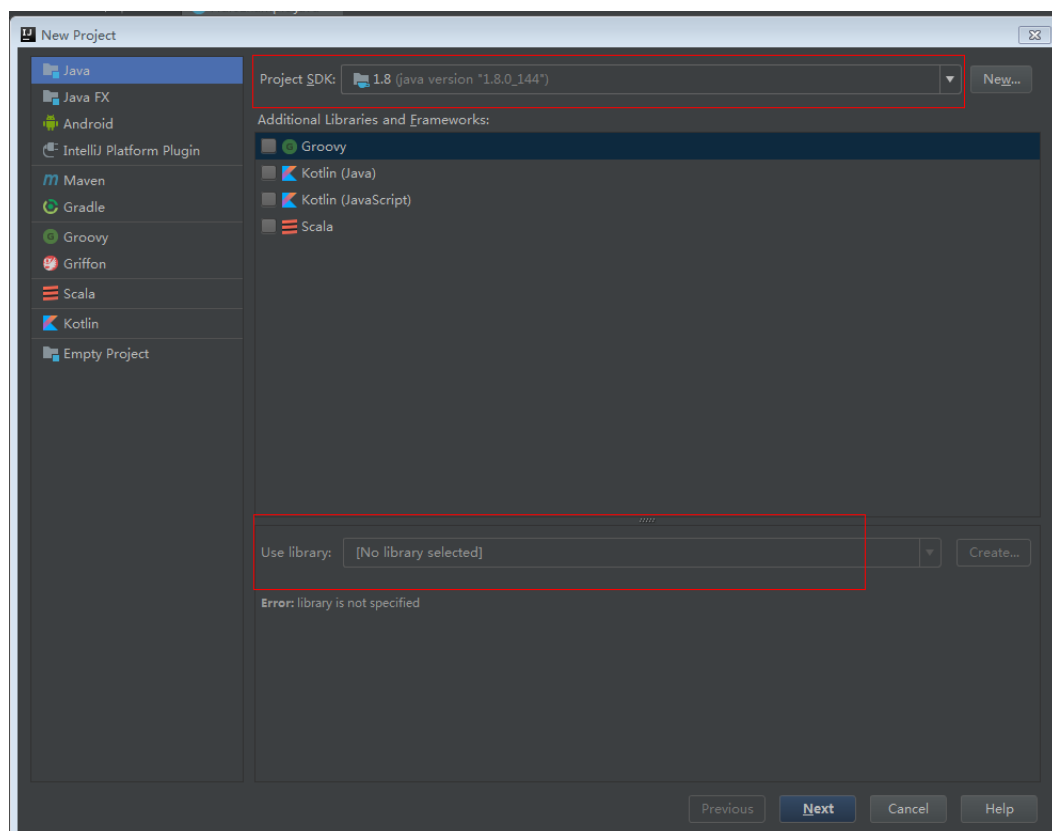 New Project
Java
Java FX
Android
IntelliJ Platform Plugin
Maven
Gradle
Groovy
Griffon
Scala
Kotlin
Empty Project
Project SDK: 1.8 (java version "1.8.0_144") New...
Additional Libraries and Frameworks:
Groovy
Kotlin (Java)
Kotlin (JavaScript)
Scala
Use library: [No library selected] Create...
Error: library is not specified
Previous Next Cancel Help